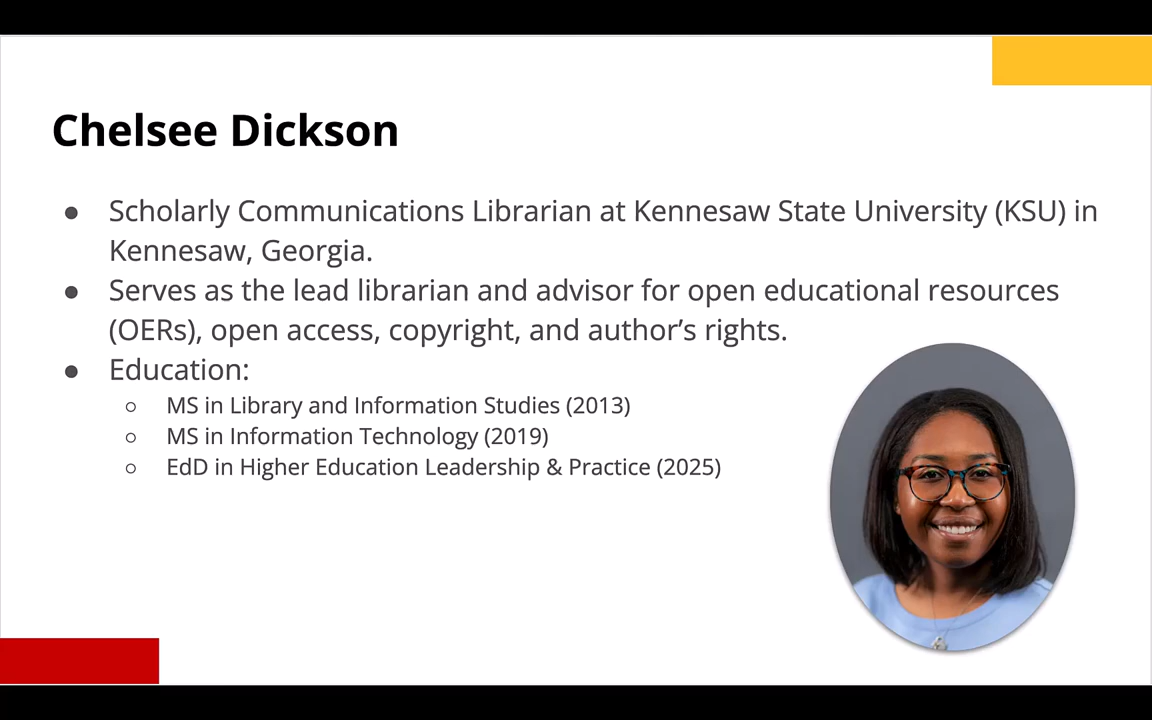 Chelsee Dickson
● Scholarly Communications Librarian at Kennesaw State University (KSU) in
Kennesaw, Georgia.
● Serves as the lead librarian and advisor for open educational resources
(OERs), open access, copyright, and author’s rights.
● Education:
○ MS in Library and Information Studies (2013)
○ MS in Information Technology (2019)
○ EdD in Higher Education Leadership & Practice (2025)